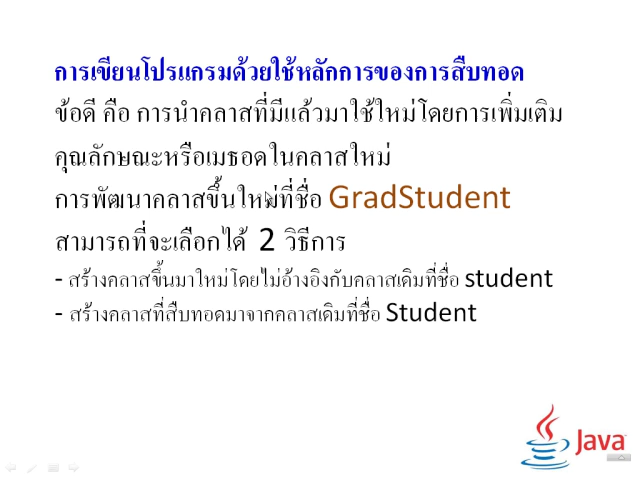 การเขียนโปรแกรมด้วยใช้หลักการของการสืบทอด
ข้อดี คือ การนำคลาสที่มีแล้วมาใช้ใหม่โดยการเพิ่มเติม
คุณลักษณะหรือเมธอดในคลาสใหม่
การพัฒนาคลาสขึ้นใหม่ที่ชื่อ GradStudent
สามารถที่จะเลือกได้ 2 วิธีการ
- สร้างคลาสขึ้นมาใหม่โดยไม่อ้างอิงกับคลาสเดิมที่ชื่อ student
- สร้างคลาสที่สืบทอดมาจากคลาสเดิมที่ชื่อ Student
Java